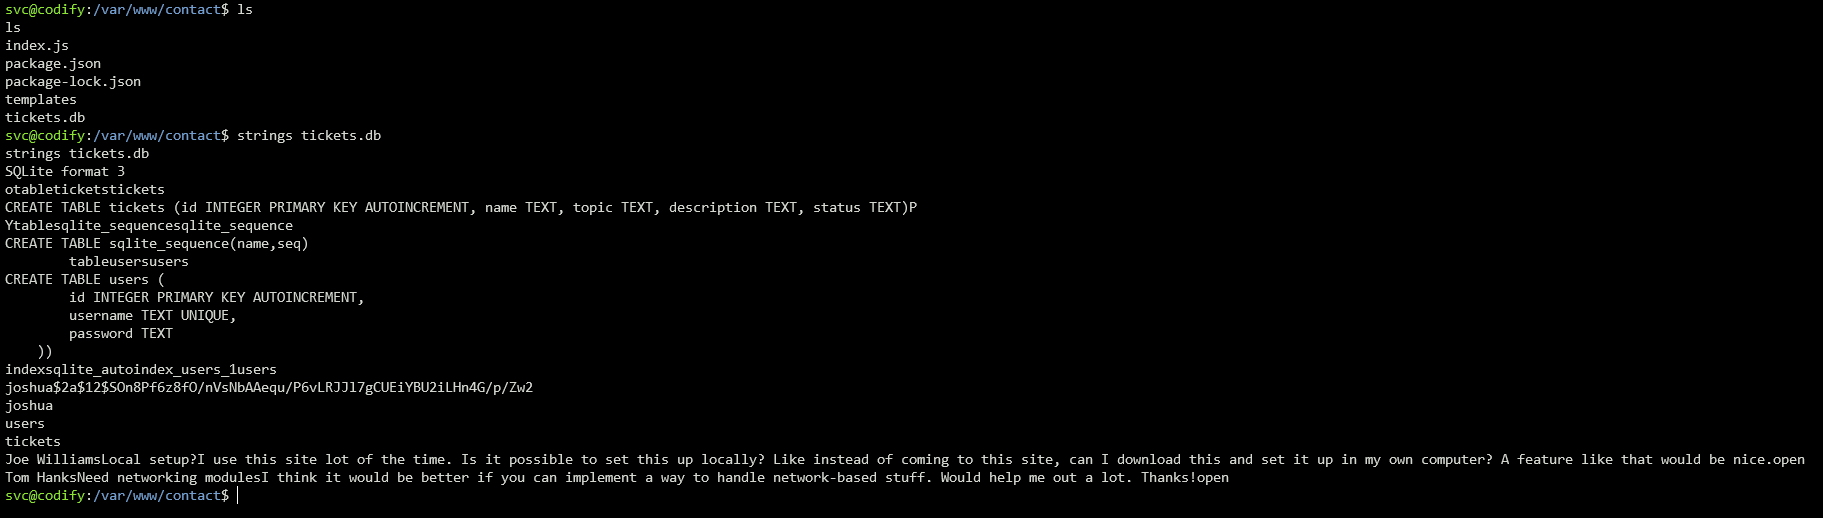 svc@codify:/var/www/contact$ ls
ls
index.js
package.json
package-lock.json
templates
tickets.db
svc@codify:/var/www/contact$ strings tickets.db
strings tickets.db
SQLite format 3
otableticketstickets
CREATE TABLE tickets (id INTEGER PRIMARY KEY AUTOINCREMENT, name TEXT, topic TEXT, description TEXT, status TEXT)P
Ytablesqlite_sequencesqlite_sequence
CREATE TABLE sqlite_sequence(name,seq)
        tableusersusers
CREATE TABLE users (
        id INTEGER PRIMARY KEY AUTOINCREMENT,
        username TEXT UNIQUE,
        password TEXT
    ))
indexsqlite_autoindex_users_1users
joshua$2a$12$SOn8Pf6z8fO/nVsNbAAequ/P6vLRJJl7gCUEiYBU2iLHn4G/p/Zw2
joshua
users
tickets
Joe WilliamsLocal setup?I use this site lot of the time. Is it possible to set this up locally? Like instead of coming to this site, can I download this and set it up in my own computer? A feature like that would be nice.open
Tom HanksNeed networking modulesI think it would be better if you can implement a way to handle network-based stuff. Would help me out a lot. Thanks!open
svc@codify:/var/www/contact$